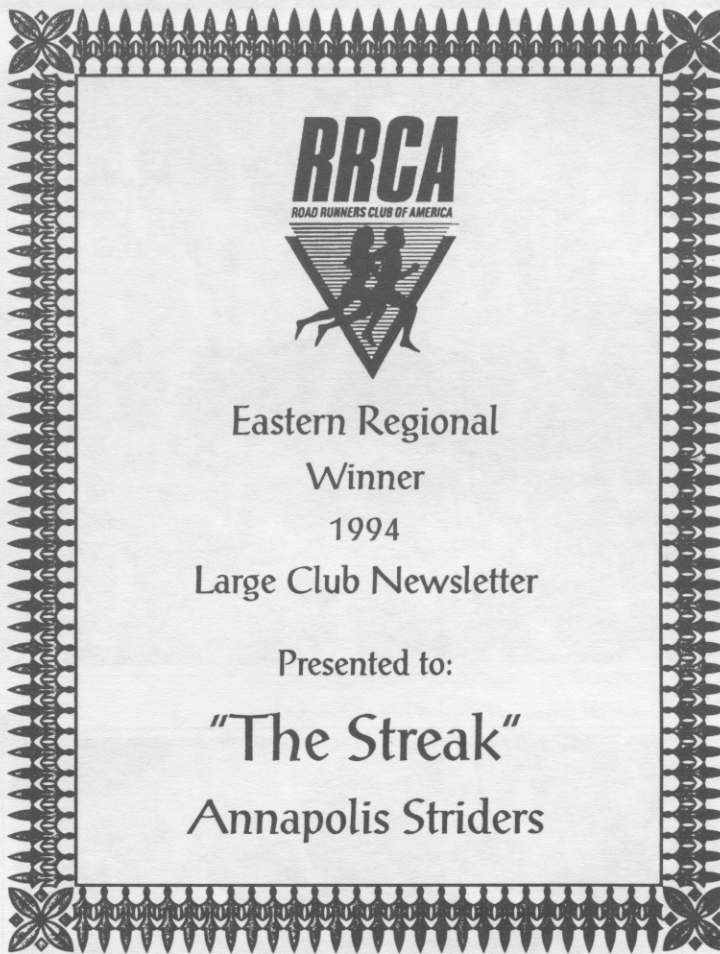 RRCA
ROAD RUNNERS CLUB OF AMERICA
Eastern Regional
Winner
1994
Large Club Newsletter
Presented to:
"The Streak"
Annapolis Striders